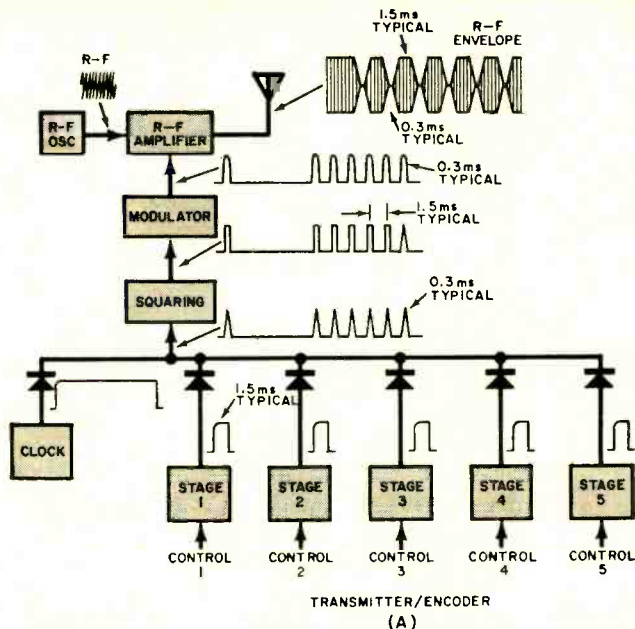 1.5ms
TYPICAL
R-F
ENVELOPE
R-F
R-F
OSC
R-F
AMPLIFIER
0.3ms
TYPICAL
0.3ms
TYPICAL
MODULATOR
1.5ms
TYPICAL
SQUARING
0.3ms
TYPICAL
1.5ms
TYPICAL
CLOCK
STAGE
1
STAGE
2
STAGE
3
STAGE
4
STAGE
5
CONTROL
1
CONTROL
2
CONTROL
3
CONTROL
4
CONTROL
5
TRANSMITTER/ENCODER
(A)